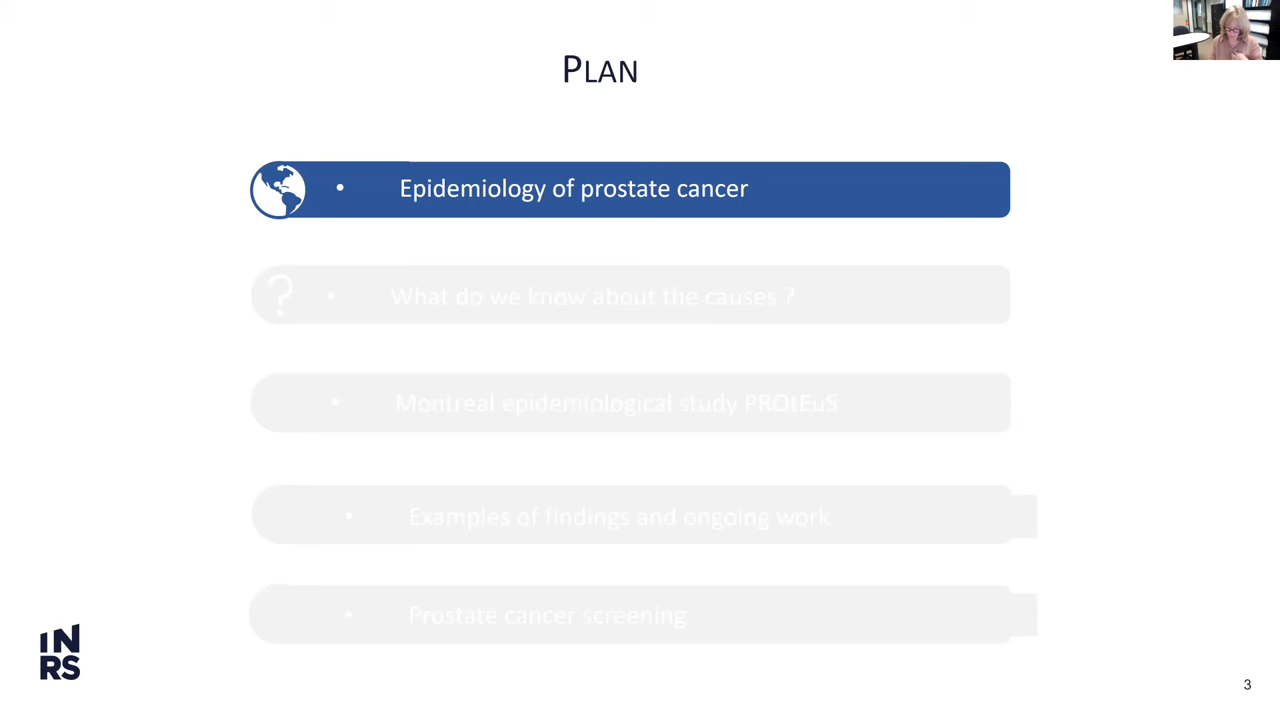 PLAN
• Epidemiology of prostate cancer
? • What do we know about the causes ?
• Montreal epidemiological study PROtEuS
• Examples of findings and ongoing work
• Prostate cancer screening
INRS
3